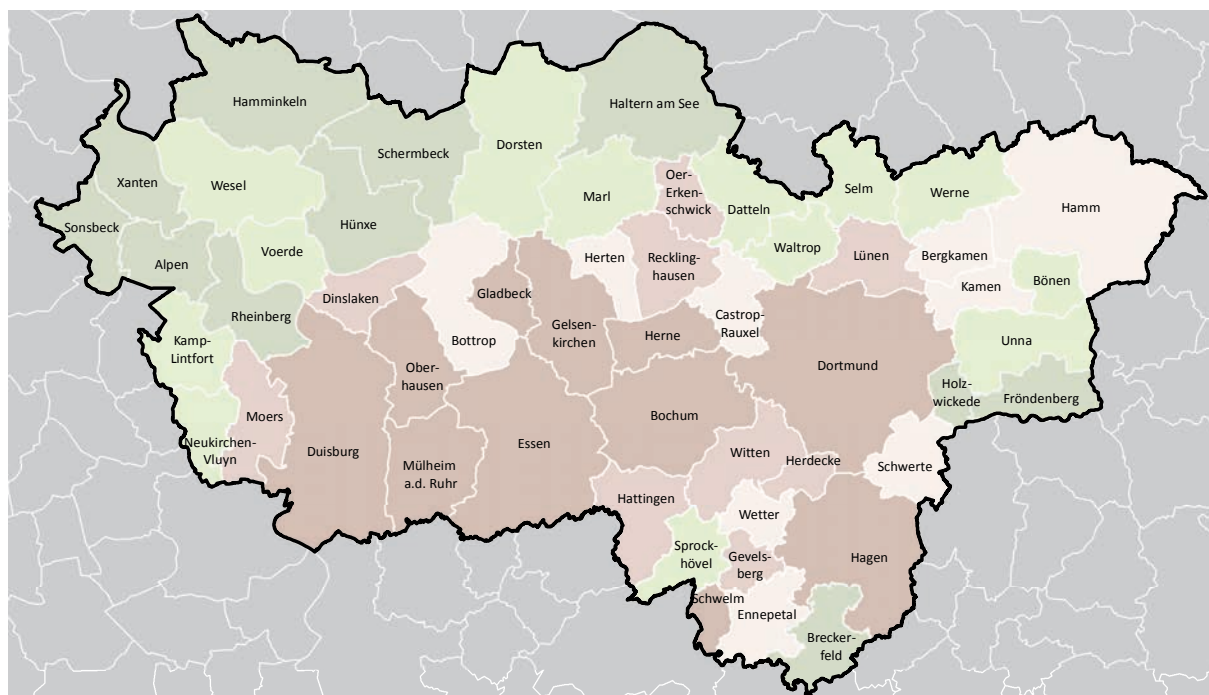 Hamminkeln
Haltern am See
Schermbeck
Dorsten
Xanten
Wesel
Marl
Oer-
Erken-
schwick
Datteln
Selm
Werne
Hamm
Sonsbeck
Hünxe
Waltrop
Alpen
Voerde
Herten
Reckling-
hausen
Lünen
Bergkamen
Bönen
Kamen
Dinslaken
Gladbeck
Rheinberg
Castrop-
Rauxel
Gelsen-
kirchen
Herne
Bottrop
Kamp-
Lintfort
Unna
Ober-
hausen
Dortmund
Holz-
wickede
Fröndenberg
Moers
Bochum
Neukirchen-
Vluyn
Duisburg
Essen
Witten
Herdecke
Schwerte
Mülheim
a.d. Ruhr
Hattingen
Wetter
Sprock-
hövel
Gevels-
berg
Hagen
Schwelm
Ennepetal
Brecker-
feld